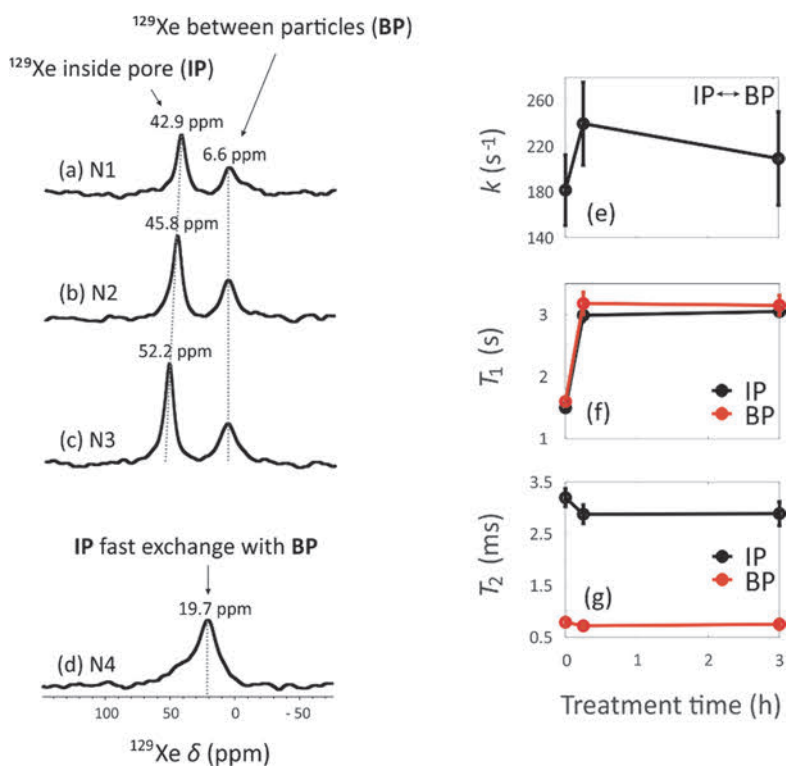 ¹²⁹Xe between particles (BP)
¹²⁹Xe inside pore (IP)
42.9 ppm
6.6 ppm
(a) N1
45.8 ppm
(b) N2
52.2 ppm
(c) N3
IP fast exchange with BP
19.7 ppm
(d) N4
100 50 0 - 50
¹²⁹Xe δ (ppm)
IP↔BP
260
220
180
140
k (s⁻¹)
(e)
3
2
1
T₁ (s)
IP
BP
(f)
3.5
2.5
1.5
0.5
T₂ (ms)
IP
BP
(g)
0 1 2 3
Treatment time (h)